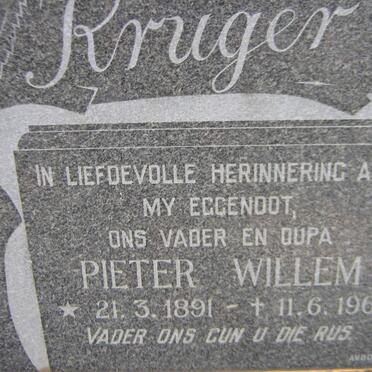 Kruger
IN LIEFDEVOLLE HERINNERING A
MY EGGENOOT,
ONS VADER EN OUPA
PIETER WILLEM
★ 21.3.1891 - † 11.6.196
VADER ONS GUN U DIE RUS.